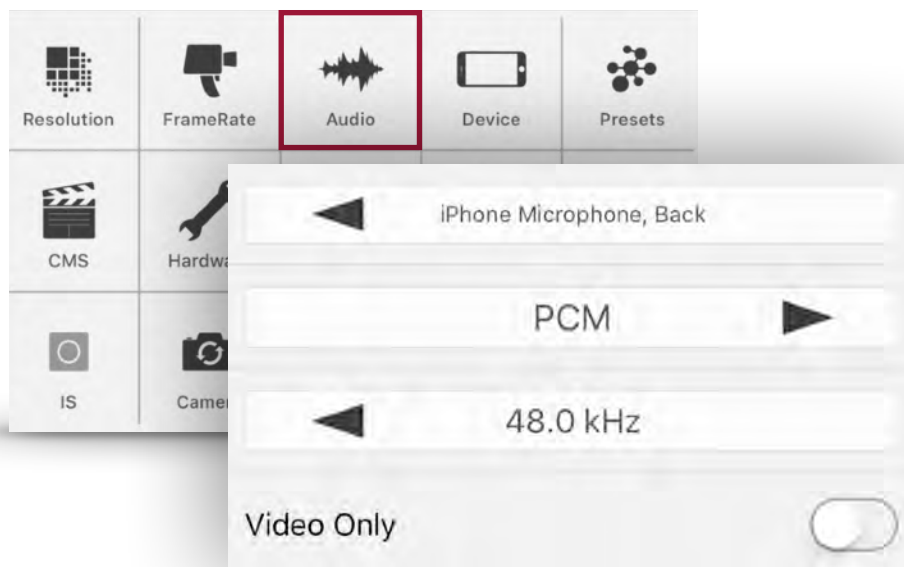 Resolution FrameRate Audio Device Presets
CMS
IS
iPhone Microphone, Back
PCM
48.0 kHz
Video Only